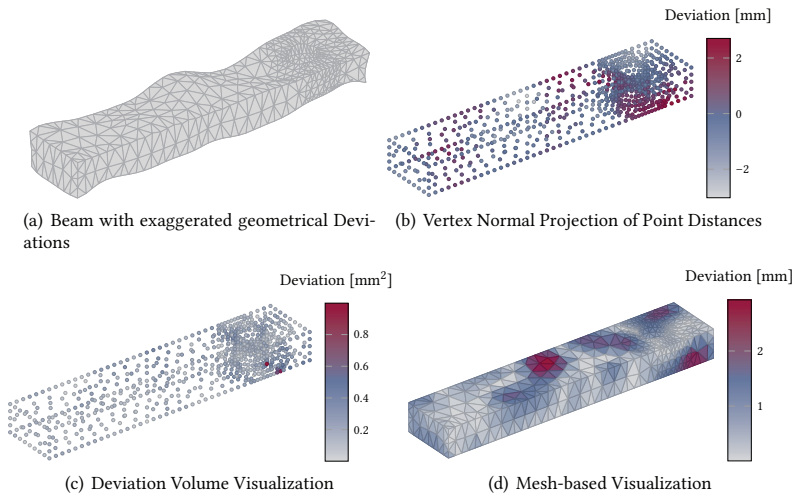 Deviation [mm]
2
0
−2
(a) Beam with exaggerated geometrical Devi-
ations
(b) Vertex Normal Projection of Point Distances
Deviation [mm²]
0.8
0.6
0.4
0.2
Deviation [mm]
2
1
(c) Deviation Volume Visualization
(d) Mesh-based Visualization